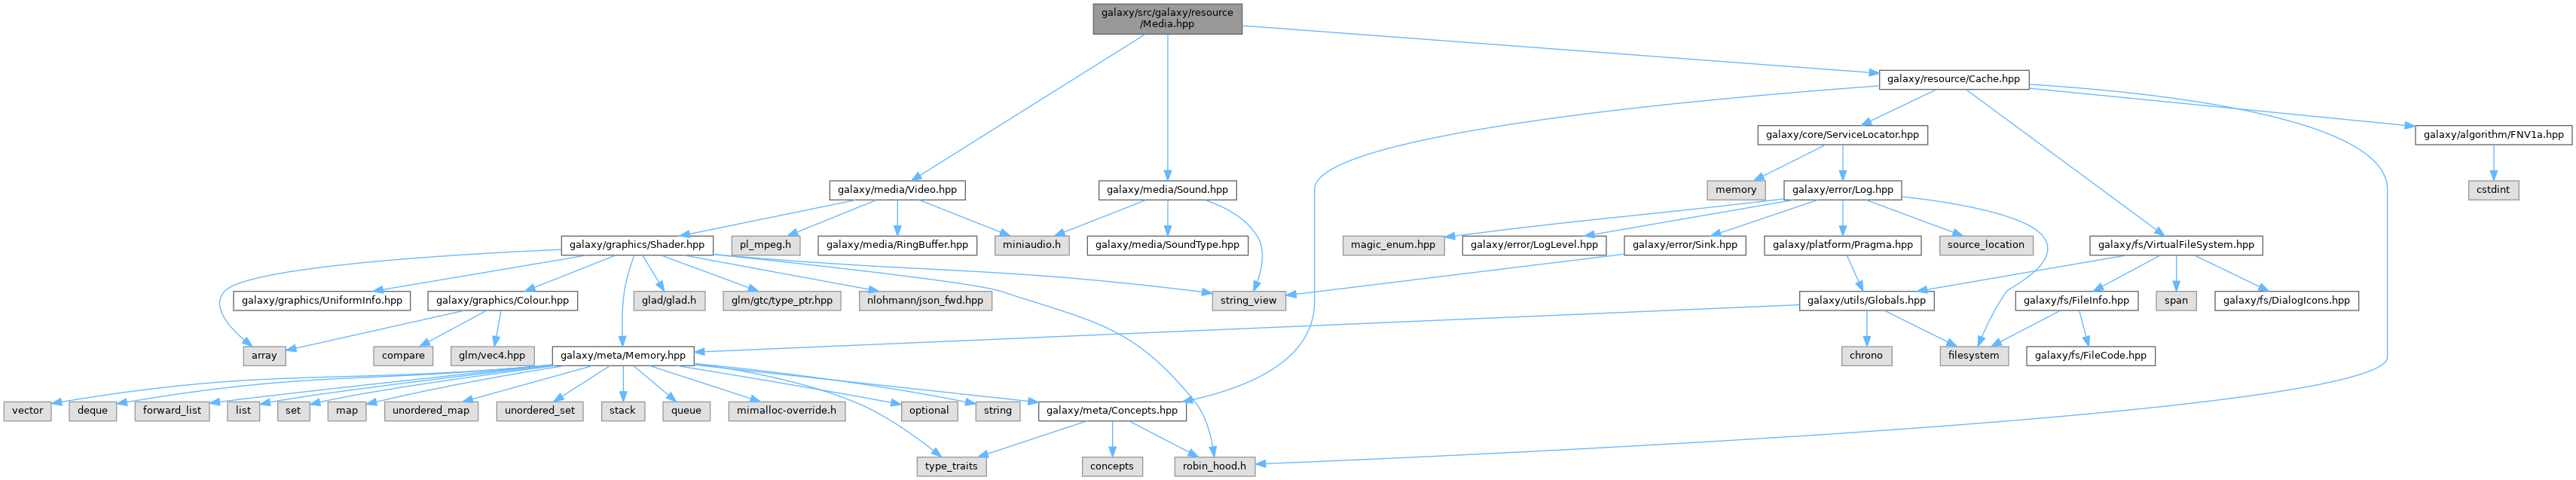 galaxy/src/galaxy/resource
/Media.hpp
galaxy/resource/Cache.hpp
galaxy/core/ServiceLocator.hpp
galaxy/algorithm/FNV1a.hpp
galaxy/media/Video.hpp
galaxy/media/Sound.hpp
memory
galaxy/error/Log.hpp
cstdint
galaxy/graphics/Shader.hpp
pl_mpeg.h
galaxy/media/RingBuffer.hpp
miniaudio.h
galaxy/media/SoundType.hpp
magic_enum.hpp
galaxy/error/LogLevel.hpp
galaxy/error/Sink.hpp
galaxy/platform/Pragma.hpp
source_location
galaxy/fs/VirtualFileSystem.hpp
galaxy/graphics/UniformInfo.hpp
galaxy/graphics/Colour.hpp
glad/glad.h
glm/gtc/type_ptr.hpp
nlohmann/json_fwd.hpp
string_view
galaxy/utils/Globals.hpp
galaxy/fs/FileInfo.hpp
span
galaxy/fs/DialogIcons.hpp
array
compare
glm/vec4.hpp
galaxy/meta/Memory.hpp
chrono
filesystem
galaxy/fs/FileCode.hpp
vector
deque
forward_list
list
set
map
unordered_map
unordered_set
stack
queue
mimalloc-override.h
optional
string
galaxy/meta/Concepts.hpp
type_traits
concepts
robin_hood.h